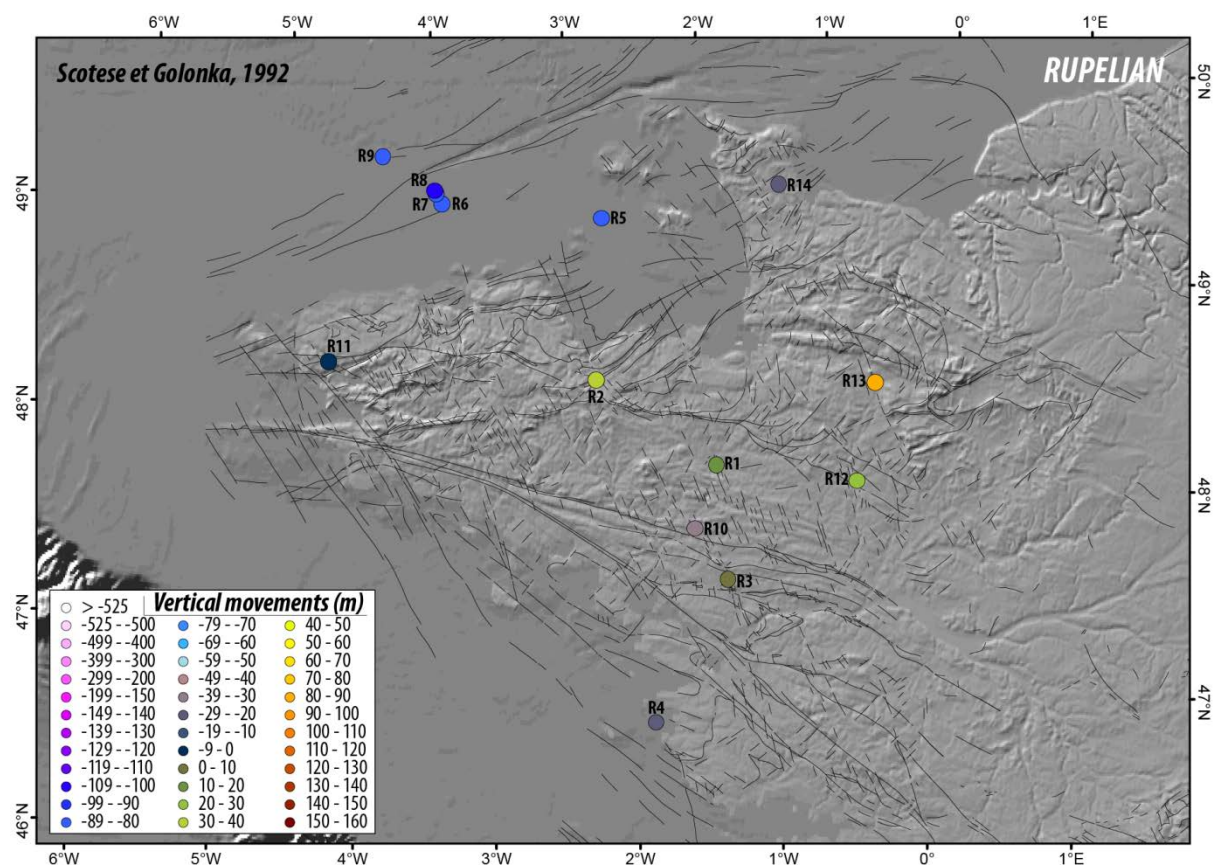 6°W 5°W 4°W 3°W 2°W 1°W 0° 1°E
Scotese et Golonka, 1992
RUPELIAN
50°N
R9
49°N
R8
R14
R7 R6
R5
49°N
R11
R13
48°N
R2
R1
R12
48°N
R10
R3
47°N
Vertical movements (m)
> -525
-525 - -500
-499 - -400
-399 - -300
-299 - -200
-199 - -150
-149 - -140
-139 - -130
-129 - -120
-119 - -110
-109 - -100
-99 - -90
-89 - -80
-79 - -70
-69 - -60
-59 - -50
-49 - -40
-39 - -30
-29 - -20
-19 - -10
-9 - 0
0 - 10
10 - 20
20 - 30
30 - 40
40 - 50
50 - 60
60 - 70
70 - 80
80 - 90
90 - 100
100 - 110
110 - 120
120 - 130
130 - 140
140 - 150
150 - 160
47°N
R4
46°N
6°W 5°W 4°W 3°W 2°W 1°W 0° 1°E